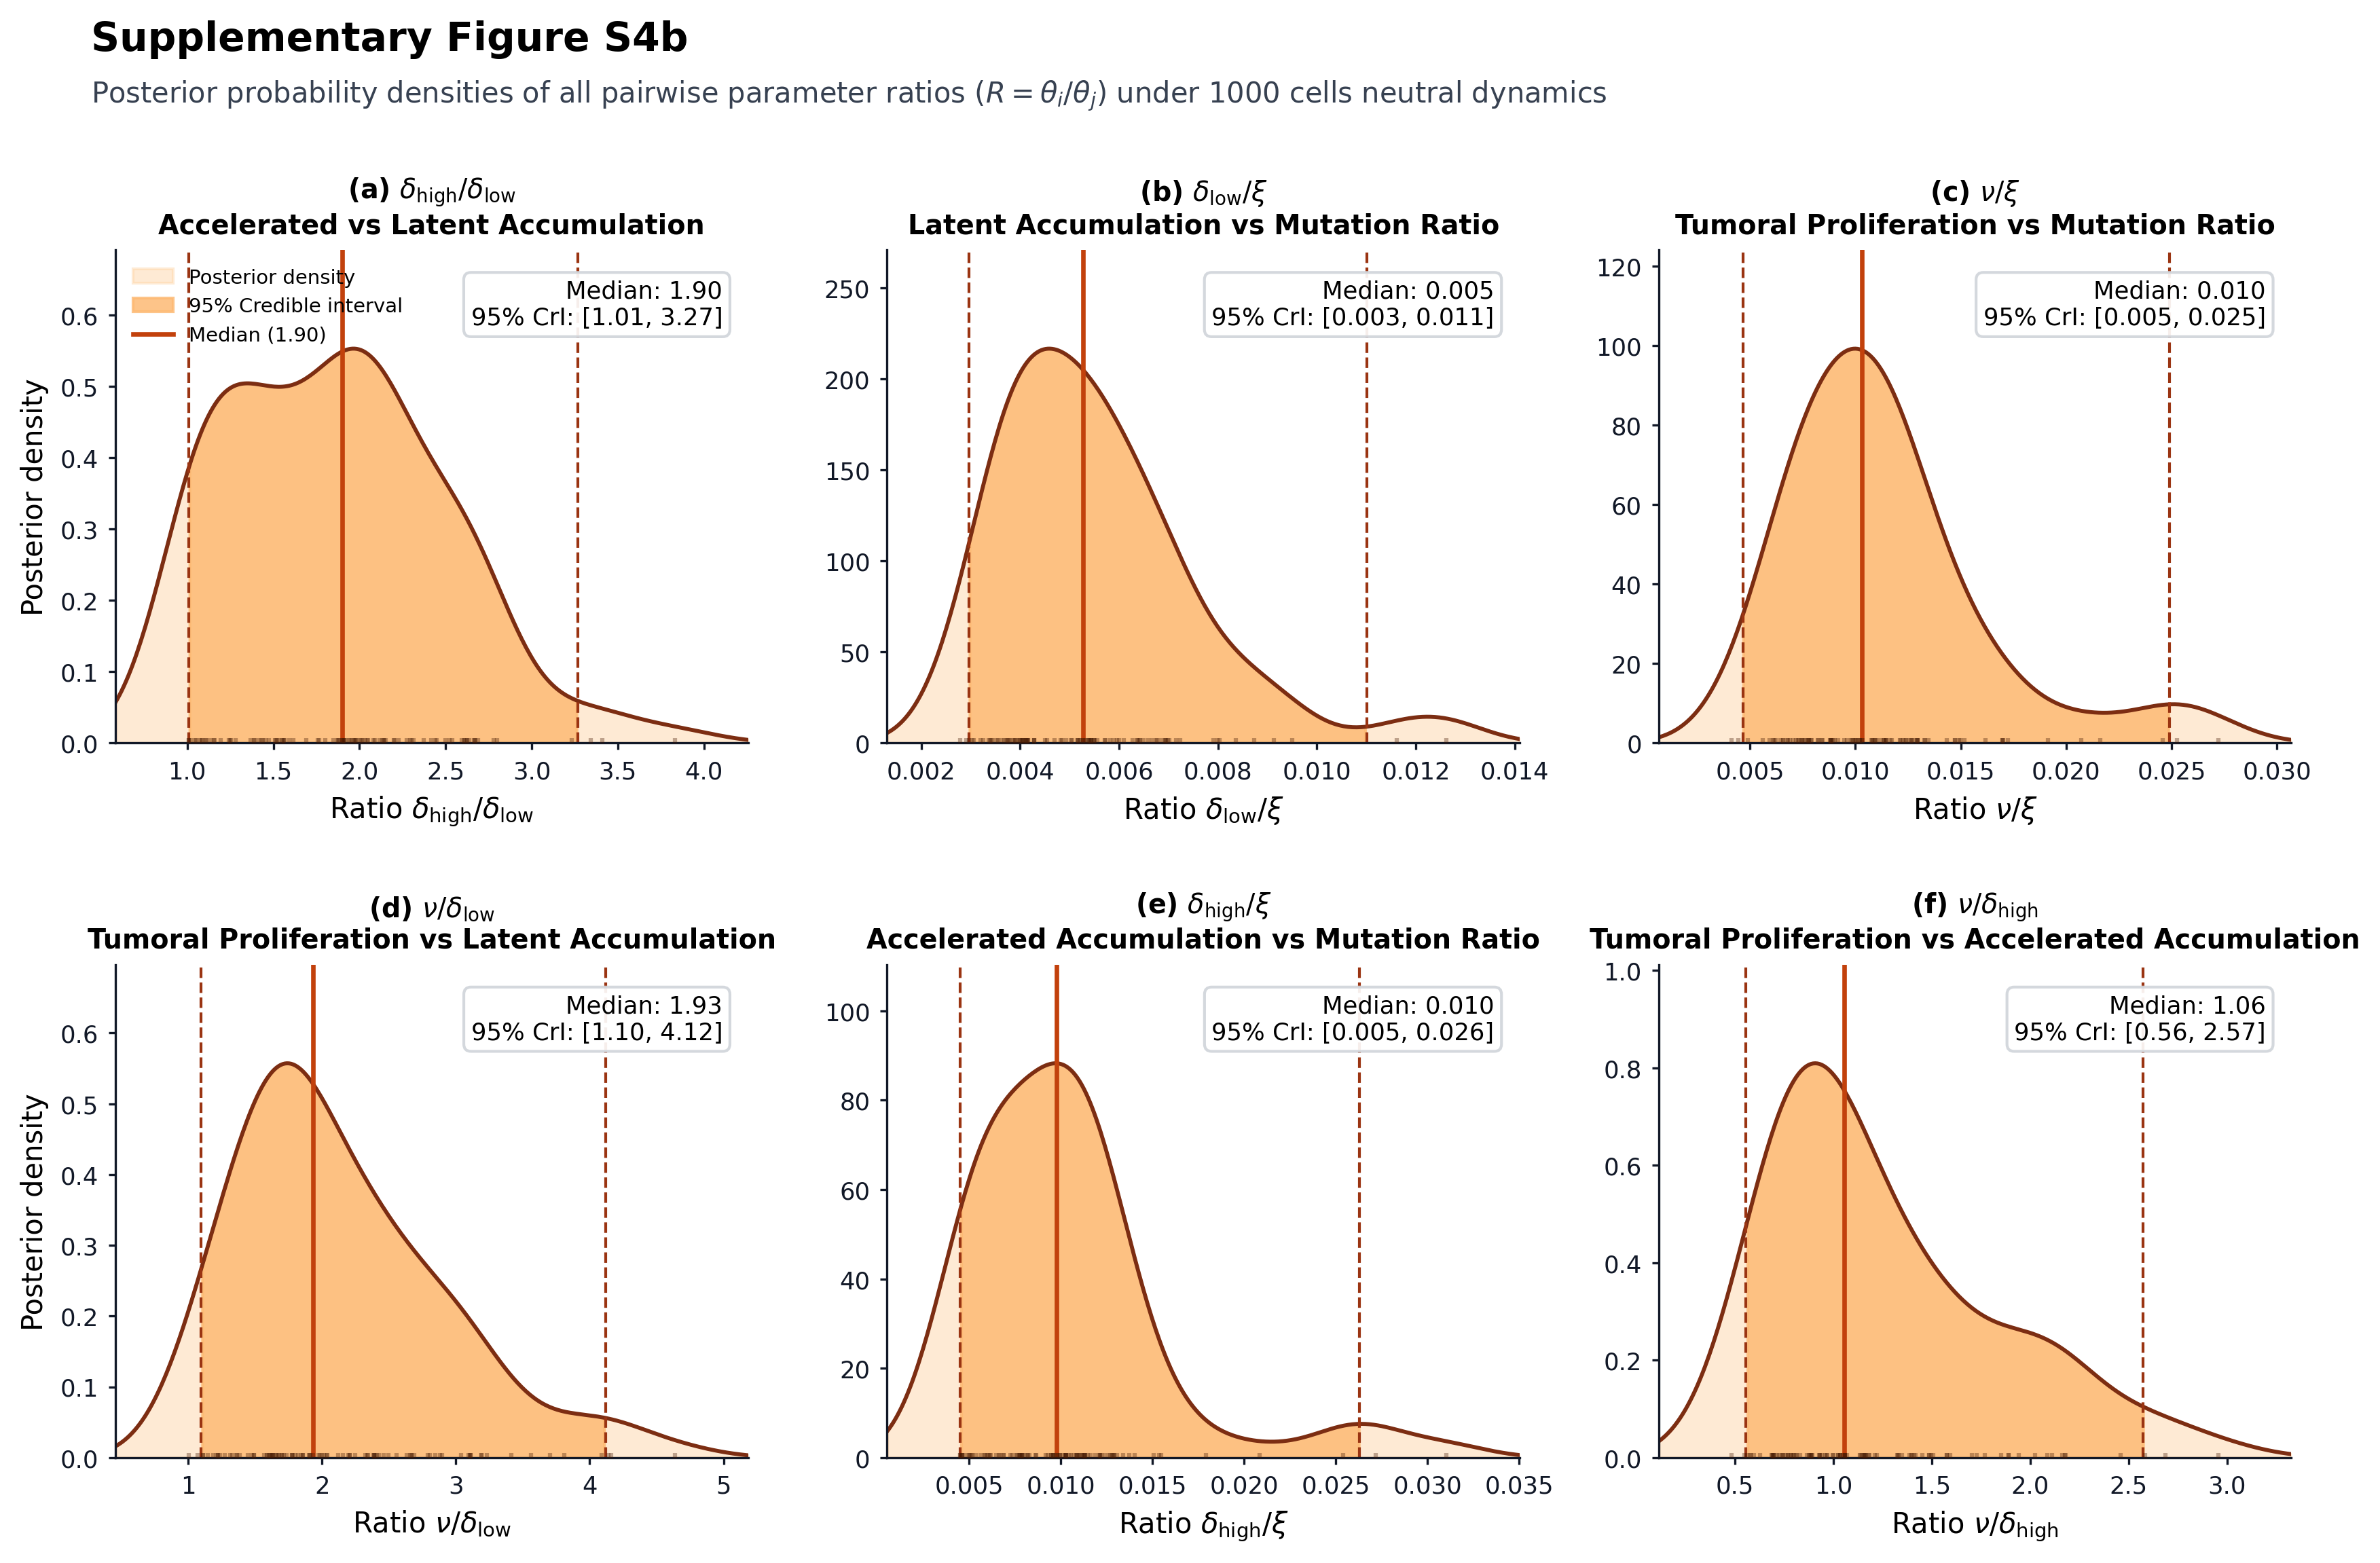 Supplementary Figure S4b
Posterior probability densities of all pairwise parameter ratios (R = θi/θj) under 1000 cells neutral dynamics
(a) δhigh/δlow
Accelerated vs Latent Accumulation
Posterior density
95% Credible interval
Median (1.90)
Median: 1.90
95% CrI: [1.01, 3.27]
Posterior density
0.6
0.5
0.4
0.3
0.2
0.1
0.0
1.0 1.5 2.0 2.5 3.0 3.5 4.0
Ratio δhigh/δlow
(b) δlow/ξ
Latent Accumulation vs Mutation Ratio
Median: 0.005
95% CrI: [0.003, 0.011]
250
200
150
100
50
0
0.002 0.004 0.006 0.008 0.010 0.012 0.014
Ratio δlow/ξ
(c) ν/ξ
Tumoral Proliferation vs Mutation Ratio
Median: 0.010
95% CrI: [0.005, 0.025]
120
100
80
60
40
20
0
0.005 0.010 0.015 0.020 0.025 0.030
Ratio ν/ξ
(d) ν/δlow
Tumoral Proliferation vs Latent Accumulation
Median: 1.93
95% CrI: [1.10, 4.12]
Posterior density
0.6
0.5
0.4
0.3
0.2
0.1
0.0
1 2 3 4 5
Ratio ν/δlow
(e) δhigh/ξ
Accelerated Accumulation vs Mutation Ratio
Median: 0.010
95% CrI: [0.005, 0.026]
100
80
60
40
20
0
0.005 0.010 0.015 0.020 0.025 0.030 0.035
Ratio δhigh/ξ
(f) ν/δhigh
Tumoral Proliferation vs Accelerated Accumulation
Median: 1.06
95% CrI: [0.56, 2.57]
1.0
0.8
0.6
0.4
0.2
0.0
0.5 1.0 1.5 2.0 2.5 3.0
Ratio ν/δhigh